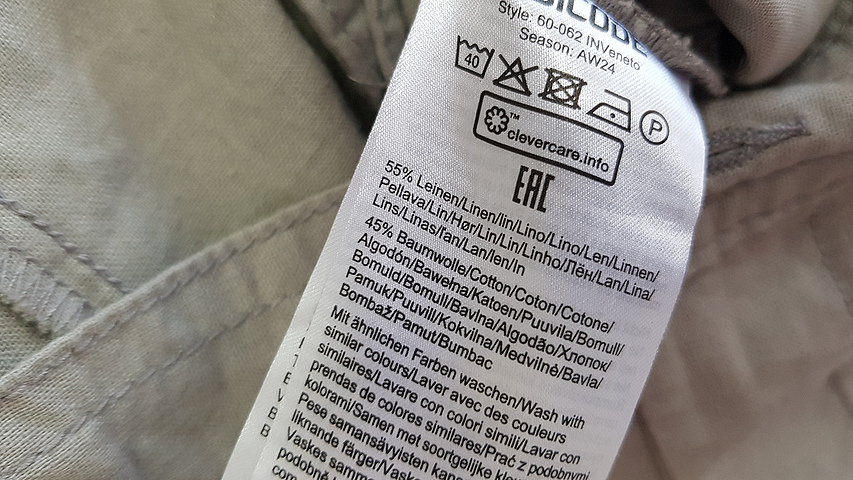 Style: 60-062 INVeneto
Season: AW24
40
P
™
clevercare.info
EAC
55% Leinen/Linen/lin/Lino/Lino/Len/Linnen/
Pellava/Lin/Hør/Lin/Lin/Linho/Лён/Lan/Lina/
Lins/Linas/ľan/Lan/len/In
45% Baumwolle/Cotton/Coton/Cotone/
Algodón/Bawełna/Katoen/Puuvilla/Bomull/
Bomuld/Bomull/Bavlna/Algodão/Хлопок/
Pamuk/Puuvill/Kokvilna/Medvilnė/Bavla/
Bombaž/Pamut/Bumbac
Mit ähnlichen Farben waschen/Wash with
similar colours/Laver avec des couleurs
similaires/Lavare con colori simili/Lavar con
prendas de colores similares/Prać z podobnymi
kolorami/Samen met soortgelijke
Pese samansävyisten
liknande färger/
Vaskes
podobně